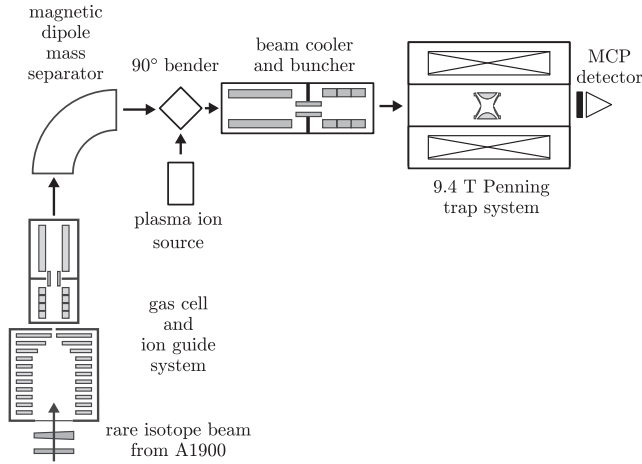 magnetic
dipole
mass
separator
90° bender
beam cooler
and buncher
MCP
detector
9.4 T Penning
trap system
plasma ion
source
gas cell
and
ion guide
system
rare isotope beam
from A1900